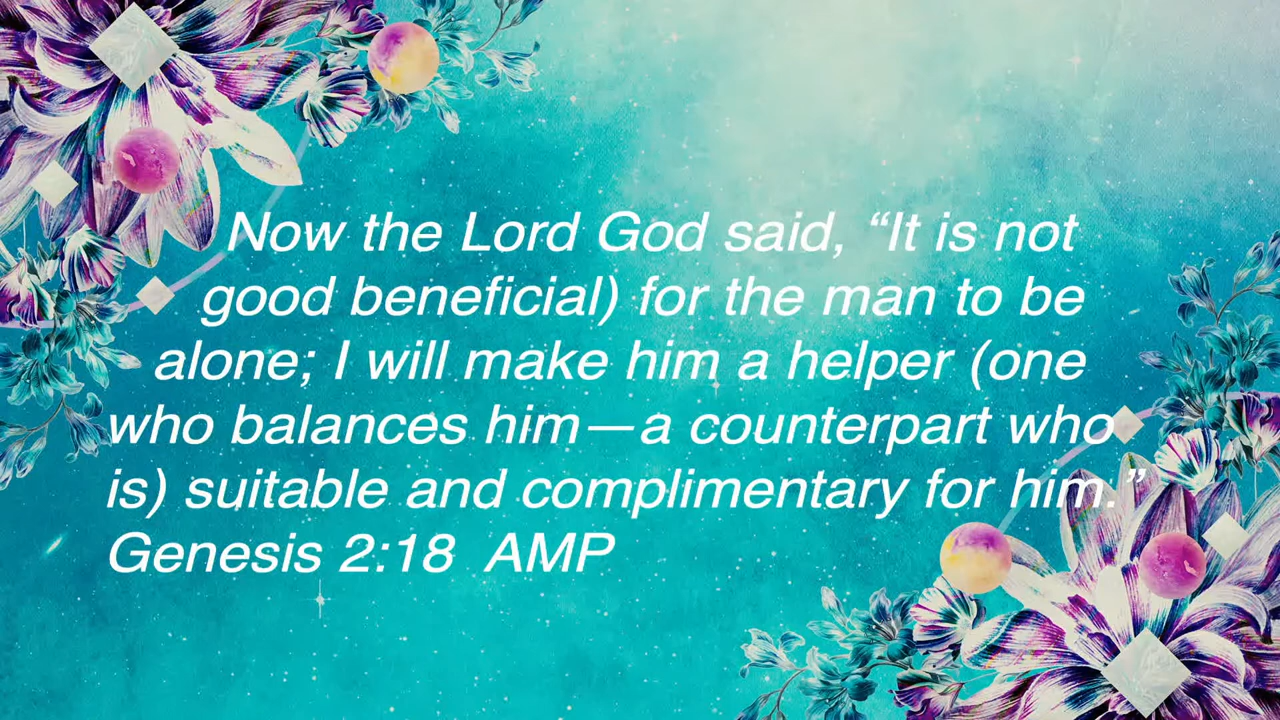 Now the Lord God said, “It is not
good beneficial) for the man to be
alone; I will make him a helper (one
who balances him—a counterpart who
is) suitable and complimentary for him.”
Genesis 2:18  AMP